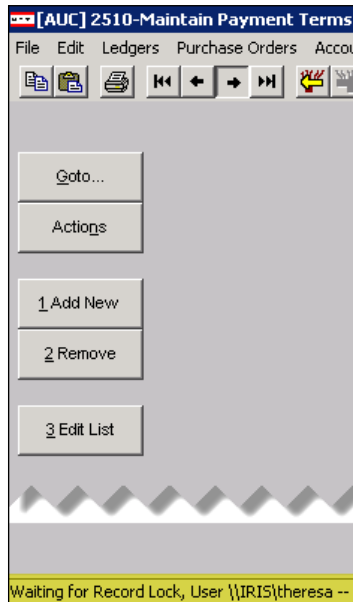 [AUC] 2510-Maintain Payment Terms
File Edit Ledgers Purchase Orders Accou
Goto...
Actions
1 Add New
2 Remove
3 Edit List
Waiting for Record Lock, User \\IRIS\theresa --